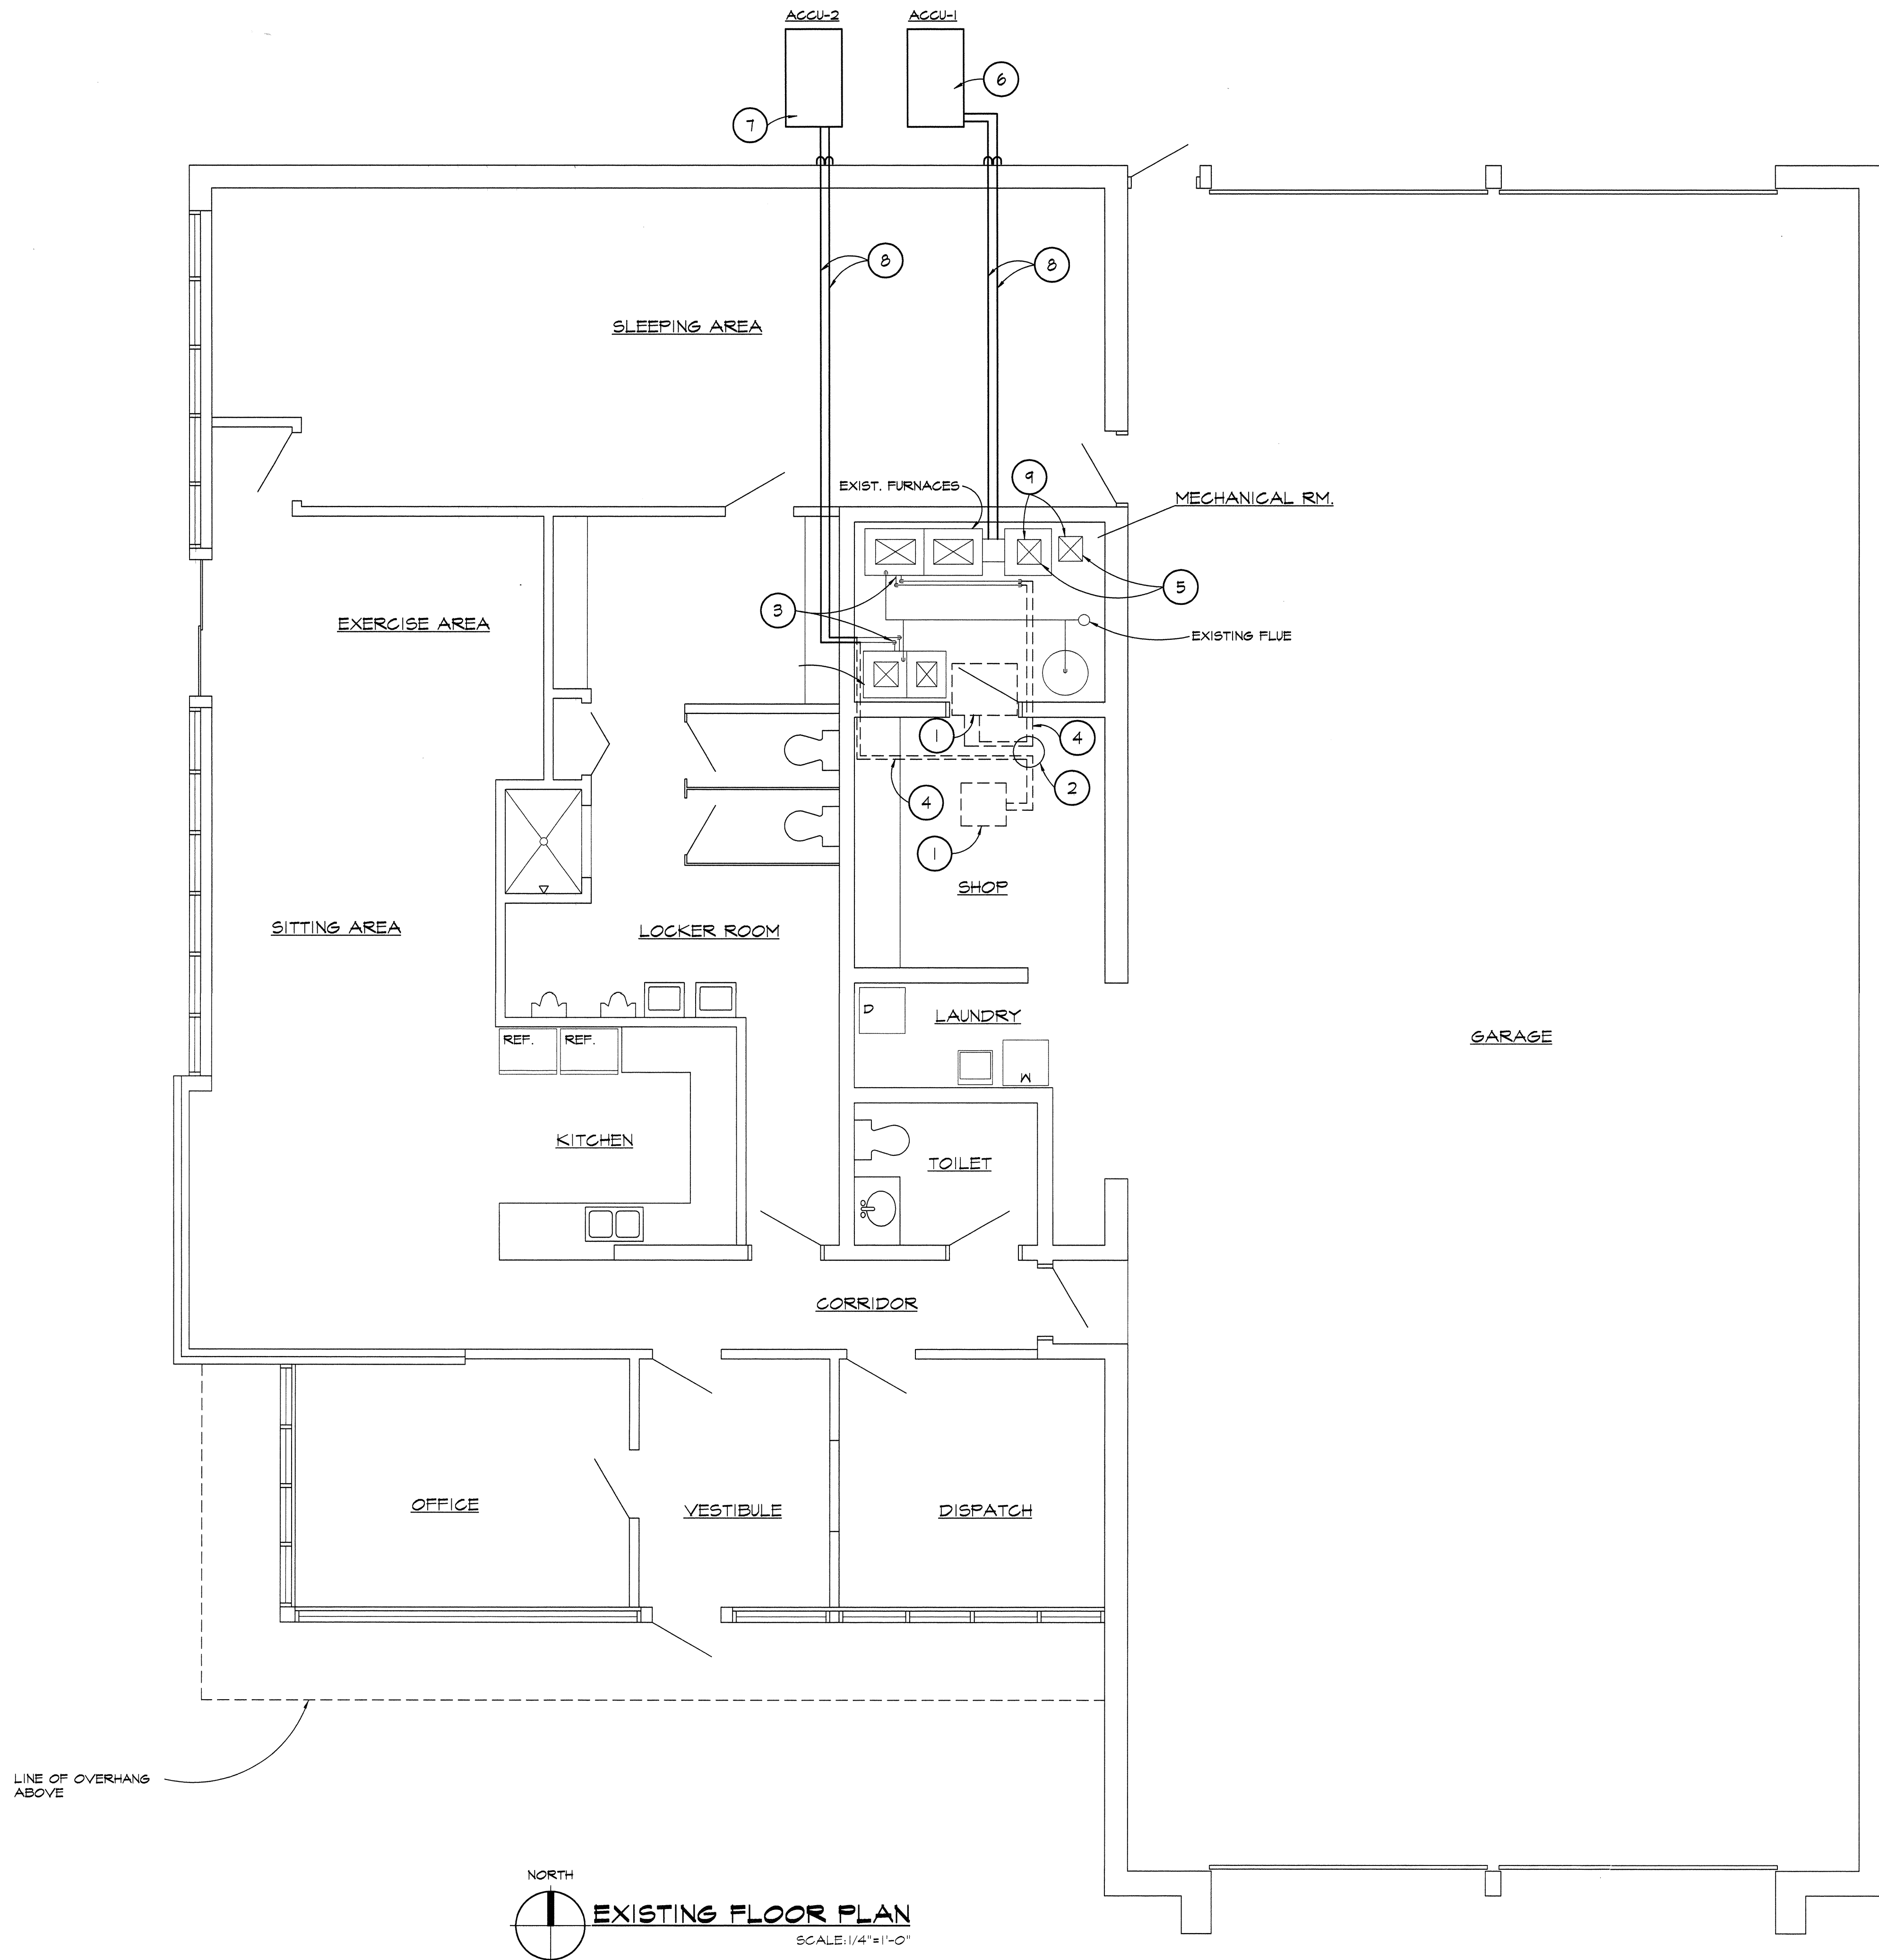 ACCU-2
ACCU-1
6
7
8
8
SLEEPING AREA
9
EXIST. FURNACES
MECHANICAL RM.
5
3
EXERCISE AREA
EXISTING FLUE
1
4
2
4
1
SHOP
SITTING AREA
LOCKER ROOM
D
LAUNDRY
REF.
REF.
GARAGE
W
KITCHEN
TOILET
CORRIDOR
OFFICE
VESTIBULE
DISPATCH
LINE OF OVERHANG
ABOVE
NORTH
EXISTING FLOOR PLAN
SCALE:1/4"=1'-0"